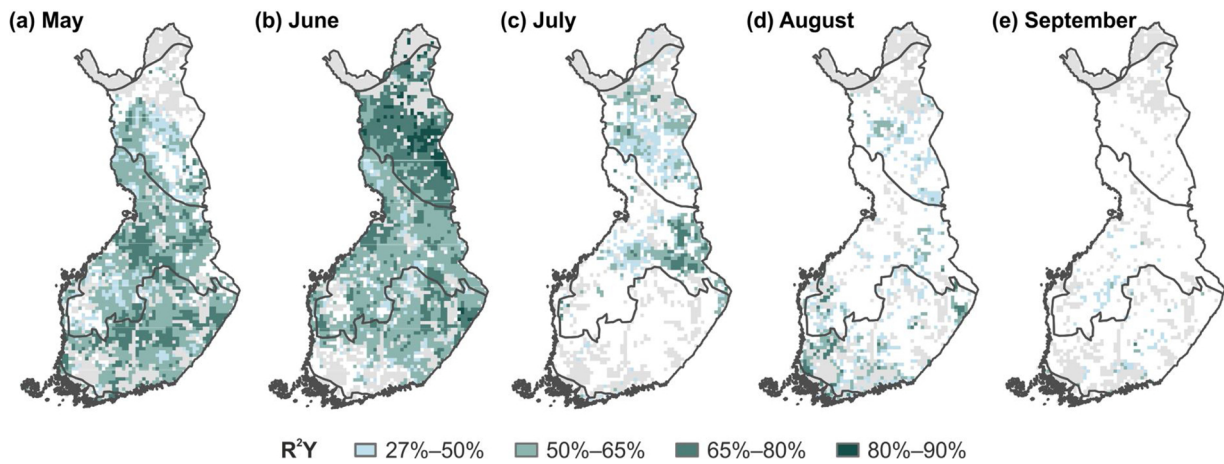 (a) May (b) June (c) July (d) August (e) September
R²Y 27%–50% 50%–65% 65%–80% 80%–90%